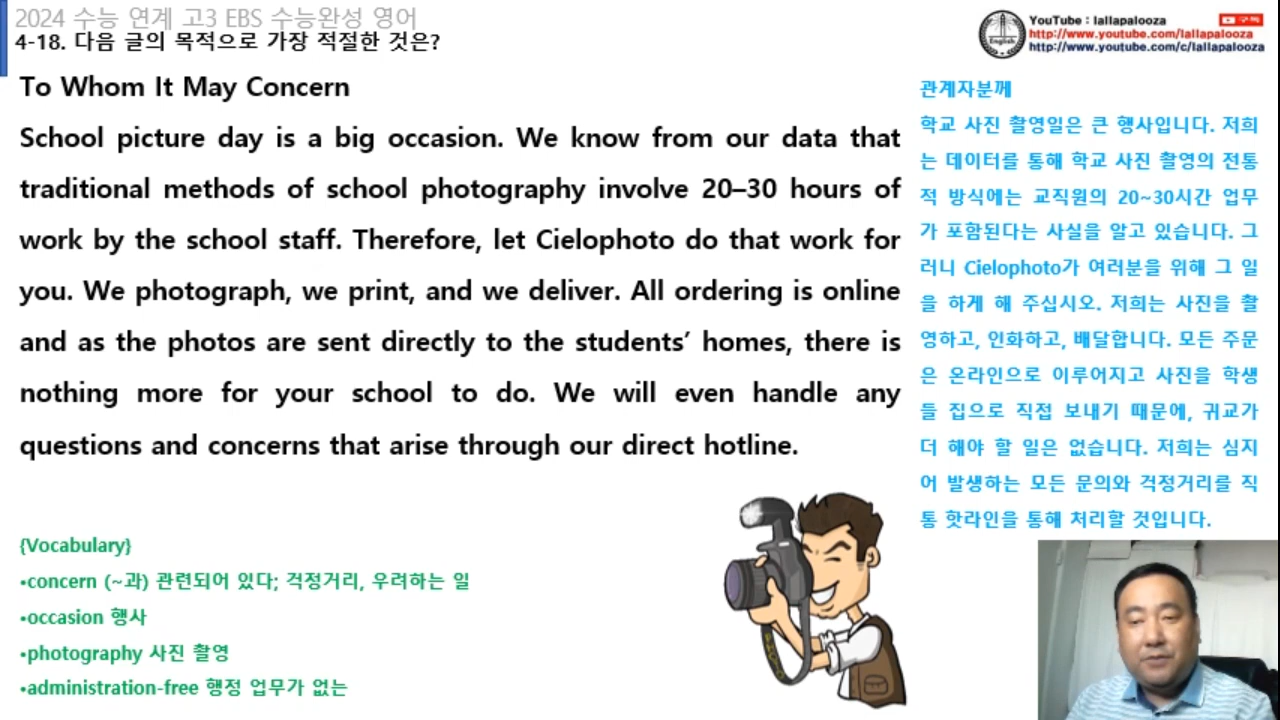 2024 수능 연계 고3 EBS 수능완성 영어
4-18. 다음 글의 목적으로 가장 적절한 것은?
YouTube : lallapalooza
구독
http://www.youtube.com/lallapalooza
http://www.youtube.com/c/lallapalooza
English
To Whom It May Concern
School picture day is a big occasion. We know from our data that
traditional methods of school photography involve 20–30 hours of
work by the school staff. Therefore, let Cielophoto do that work for
you. We photograph, we print, and we deliver. All ordering is online
and as the photos are sent directly to the students’ homes, there is
nothing more for your school to do. We will even handle any
questions and concerns that arise through our direct hotline.
관계자분께
학교 사진 촬영일은 큰 행사입니다. 저희
는 데이터를 통해 학교 사진 촬영의 전통
적 방식에는 교직원의 20~30시간 업무
가 포함된다는 사실을 알고 있습니다. 그
러니 Cielophoto가 여러분을 위해 그 일
을 하게 해 주십시오. 저희는 사진을 촬
영하고, 인화하고, 배달합니다. 모든 주문
은 온라인으로 이루어지고 사진을 학생
들 집으로 직접 보내기 때문에, 귀교가
더 해야 할 일은 없습니다. 저희는 심지
어 발생하는 모든 문의와 걱정거리를 직
통 핫라인을 통해 처리할 것입니다.
{Vocabulary}
•concern (~과) 관련되어 있다; 걱정거리, 우려하는 일
•occasion 행사
•photography 사진 촬영
•administration-free 행정 업무가 없는